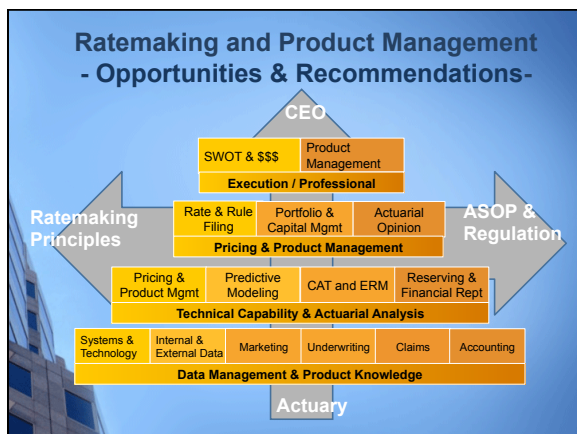 Ratemaking and Product Management
- Opportunities & Recommendations-
CEO
SWOT & $$$
Product
Management
Execution / Professional
Ratemaking
Principles
Rate & Rule
Filing
Portfolio &
Capital Mgmt
Actuarial
Opinion
ASOP &
Regulation
Pricing & Product Management
Pricing &
Product Mgmt
Predictive
Modeling
CAT and ERM
Reserving &
Financial Rept
Technical Capability & Actuarial Analysis
Systems &
Technology
Internal &
External Data
Marketing
Underwriting
Claims
Accounting
Data Management & Product Knowledge
Actuary